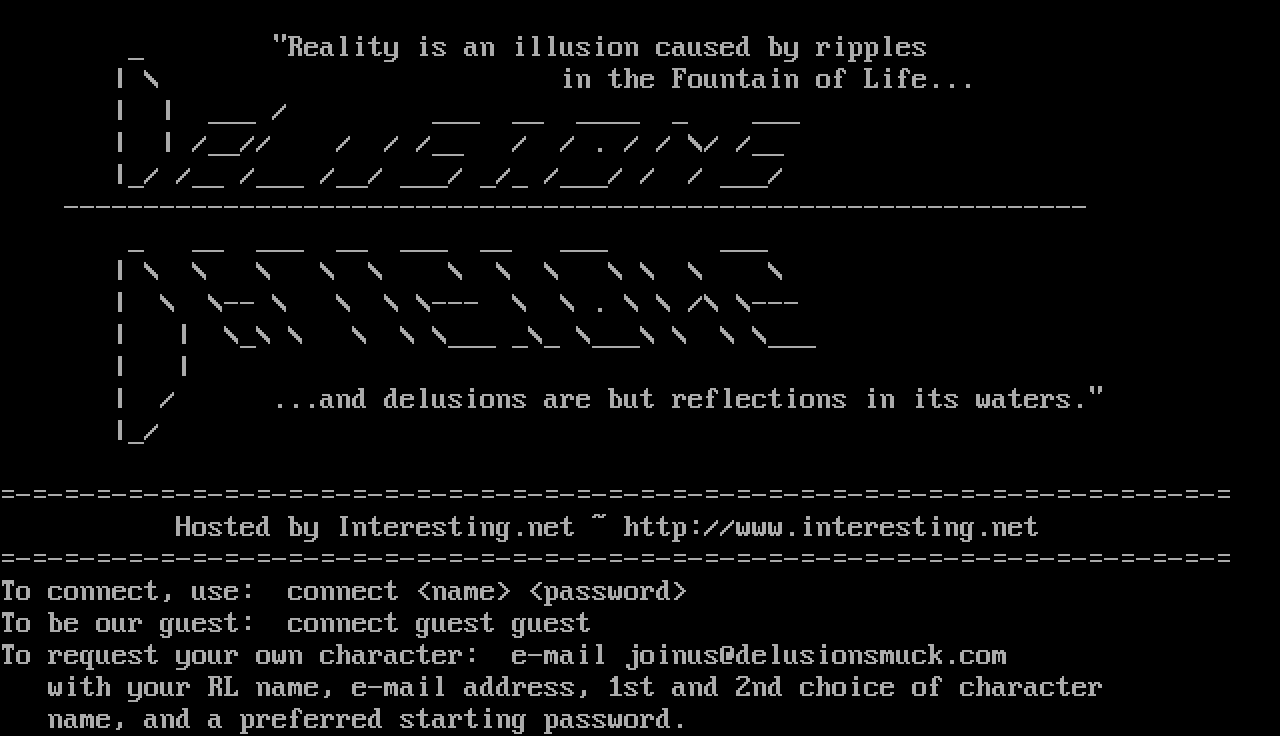 "Reality is an illusion caused by ripples
in the Fountain of Life...
DELUSIONS
...and delusions are but reflections in its waters."
=-=-=-=-=-=-=-=-=-=-=-=-=-=-=-=-=-=-=-=-=-=-=-=-=-=-=-=-=-=-=-=-=-=-=-=-=-=
Hosted by Interesting.net ~ http://www.interesting.net
=-=-=-=-=-=-=-=-=-=-=-=-=-=-=-=-=-=-=-=-=-=-=-=-=-=-=-=-=-=-=-=-=-=-=-=-=-=
To connect, use:  connect <name> <password>
To be our guest:  connect guest guest
To request your own character:  e-mail joinus@delusionsmuck.com
with your RL name, e-mail address, 1st and 2nd choice of character
name, and a preferred starting password.